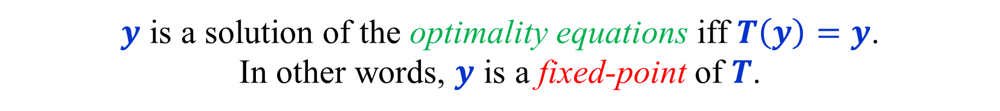 y is a solution of the optimality equations iff T(y) = y.
In other words, y is a fixed-point of T.